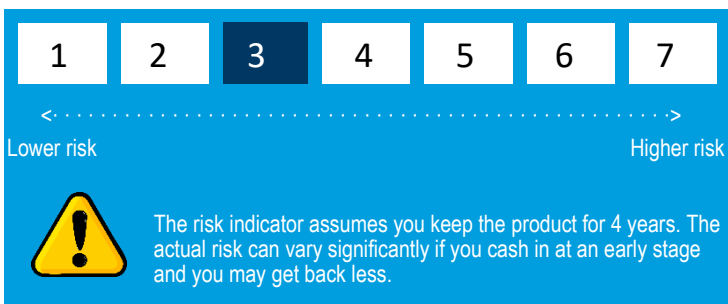 1 2 3 4 5 6 7
Lower risk Higher risk
The risk indicator assumes you keep the product for 4 years. The
actual risk can vary significantly if you cash in at an early stage
and you may get back less.